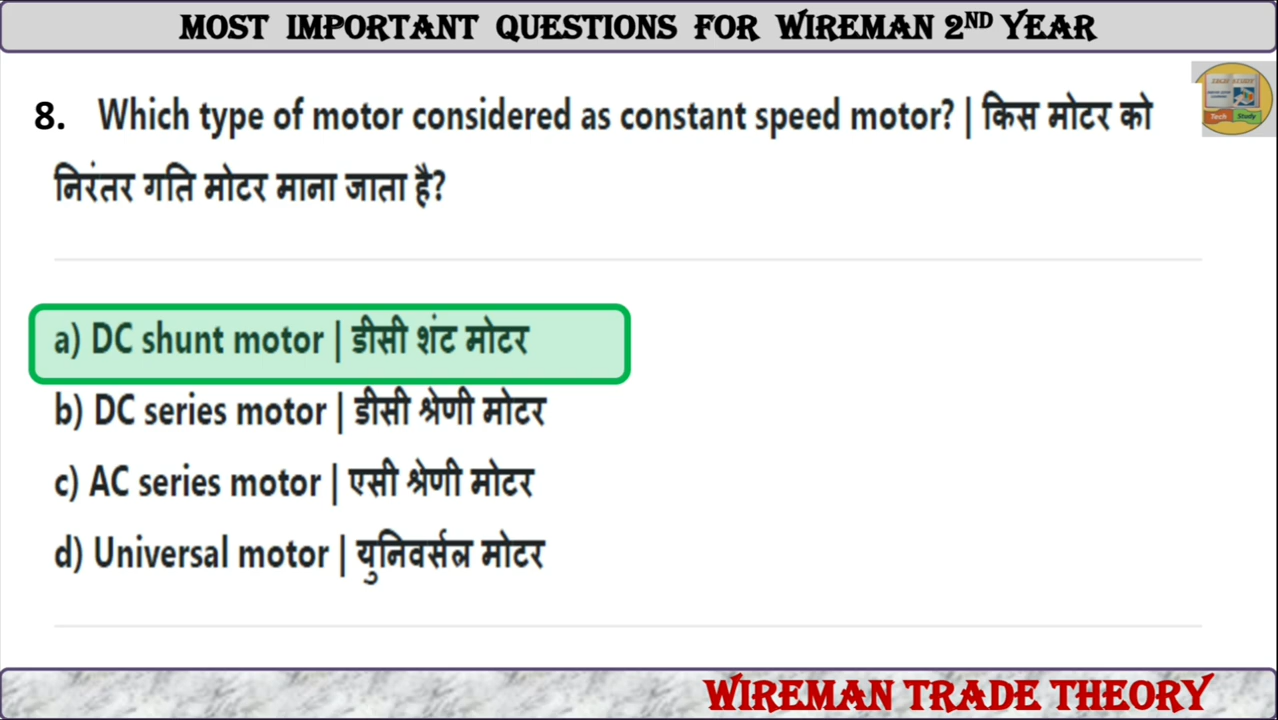 MOST IMPORTANT QUESTIONS FOR WIREMAN 2ND YEAR
8. Which type of motor considered as constant speed motor? | किस मोटर को
निरंतर गति मोटर माना जाता है?
Tech Study
a) DC shunt motor | डीसी शंट मोटर
b) DC series motor | डीसी श्रेणी मोटर
c) AC series motor | एसी श्रेणी मोटर
d) Universal motor | युनिवर्सल मोटर
WIREMAN TRADE THEORY